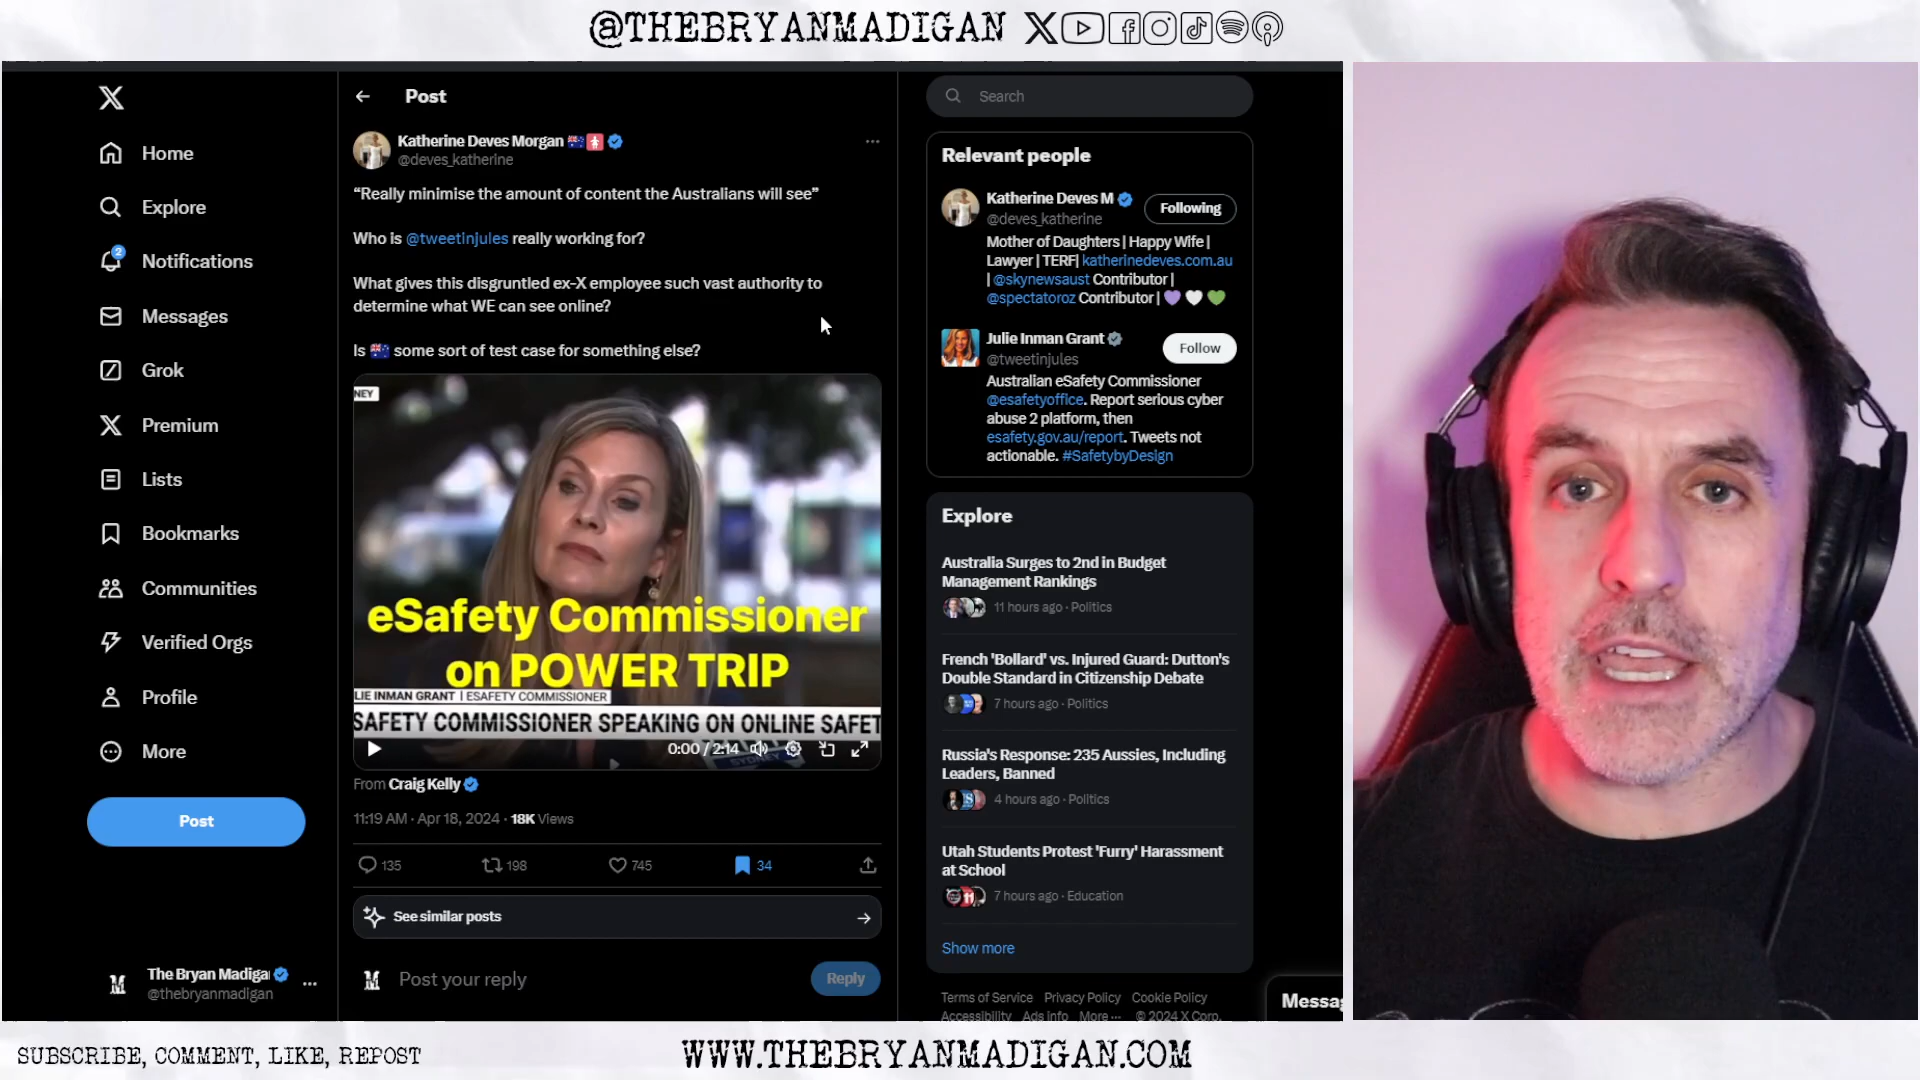 @THEBRYANMADIGAN
Home
Explore
Notifications
2
Messages
Grok
Premium
Lists
Bookmarks
Communities
Verified Orgs
Profile
More
Post
The Bryan Madiga
@thebryanmadigan
Post
Katherine Deves Morgan
@deves_katherine
“Really minimise the amount of content the Australians will see”
Who is @tweetinjules really working for?
What gives this disgruntled ex-X employee such vast authority to
determine what WE can see online?
Is 🇦🇺 some sort of test case for something else?
NEY
eSafety Commissioner
on POWER TRIP
LIE INMAN GRANT | ESAFETY COMMISSIONER
SAFETY COMMISSIONER SPEAKING ON ONLINE SAFET
0:00 / 2:14
SYDNEY
From Craig Kelly
11:19 AM · Apr 18, 2024 · 18K Views
135 198 745 34
See similar posts
Post your reply
Reply
Search
Relevant people
Katherine Deves M
Following
@deves_katherine
Mother of Daughters | Happy Wife |
Lawyer | TERF| katherinedeves.com.au
| @skynewsaust Contributor |
@spectatoroz Contributor | 💜🤍💚
Julie Inman Grant
Follow
@tweetinjules
Australian eSafety Commissioner
@esafetyoffice. Report serious cyber
abuse 2 platform, then
esafety.gov.au/report. Tweets not
actionable. #SafetybyDesign
Explore
Australia Surges to 2nd in Budget
Management Rankings
11 hours ago · Politics
French 'Bollard' vs. Injured Guard: Dutton's
Double Standard in Citizenship Debate
7 hours ago · Politics
Russia's Response: 235 Aussies, Including
Leaders, Banned
4 hours ago · Politics
Utah Students Protest 'Furry' Harassment
at School
7 hours ago · Education
Show more
Terms of Service Privacy Policy Cookie Policy
Accessibility Ads info More ··· © 2024 X Corp.
Messag
SUBSCRIBE, COMMENT, LIKE, REPOST
WWW.THEBRYANMADIGAN.COM